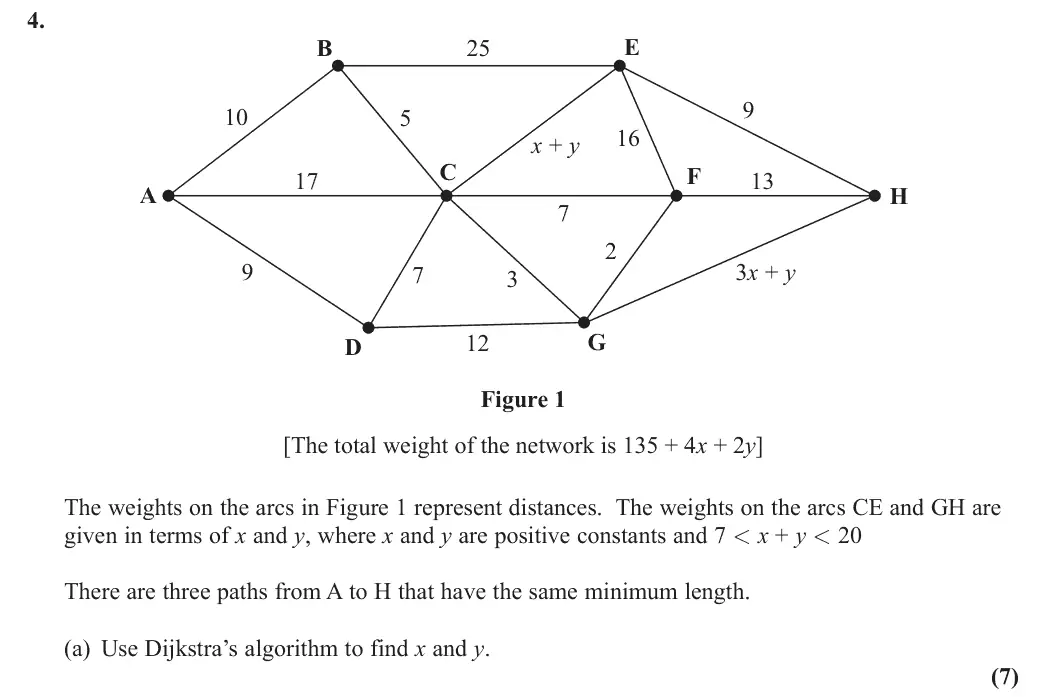 4.
B
25
E
10
5
9
x + y
16
C
F
A
17
13
H
7
2
9
7
3
3x + y
D
12
G
Figure 1
[The total weight of the network is 135 + 4x + 2y]
The weights on the arcs in Figure 1 represent distances. The weights on the arcs CE and GH are
given in terms of x and y, where x and y are positive constants and 7 < x + y < 20
There are three paths from A to H that have the same minimum length.
(a) Use Dijkstra’s algorithm to find x and y.
(7)